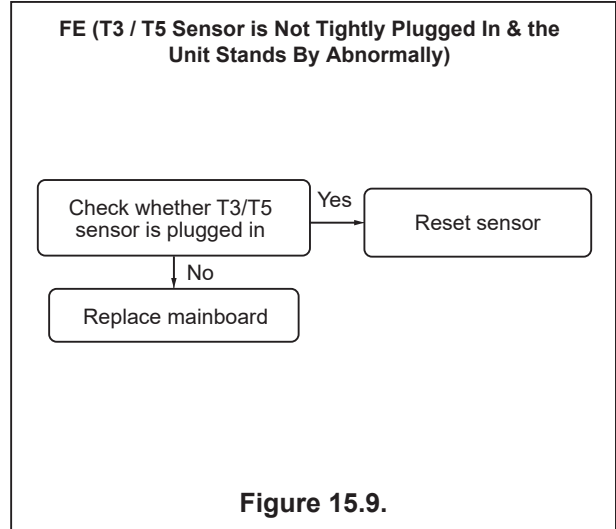 FE (T3 / T5 Sensor is Not Tightly Plugged In & the
Unit Stands By Abnormally)
Check whether T3/T5
sensor is plugged in
Yes
Reset sensor
No
Replace mainboard
Figure 15.9.